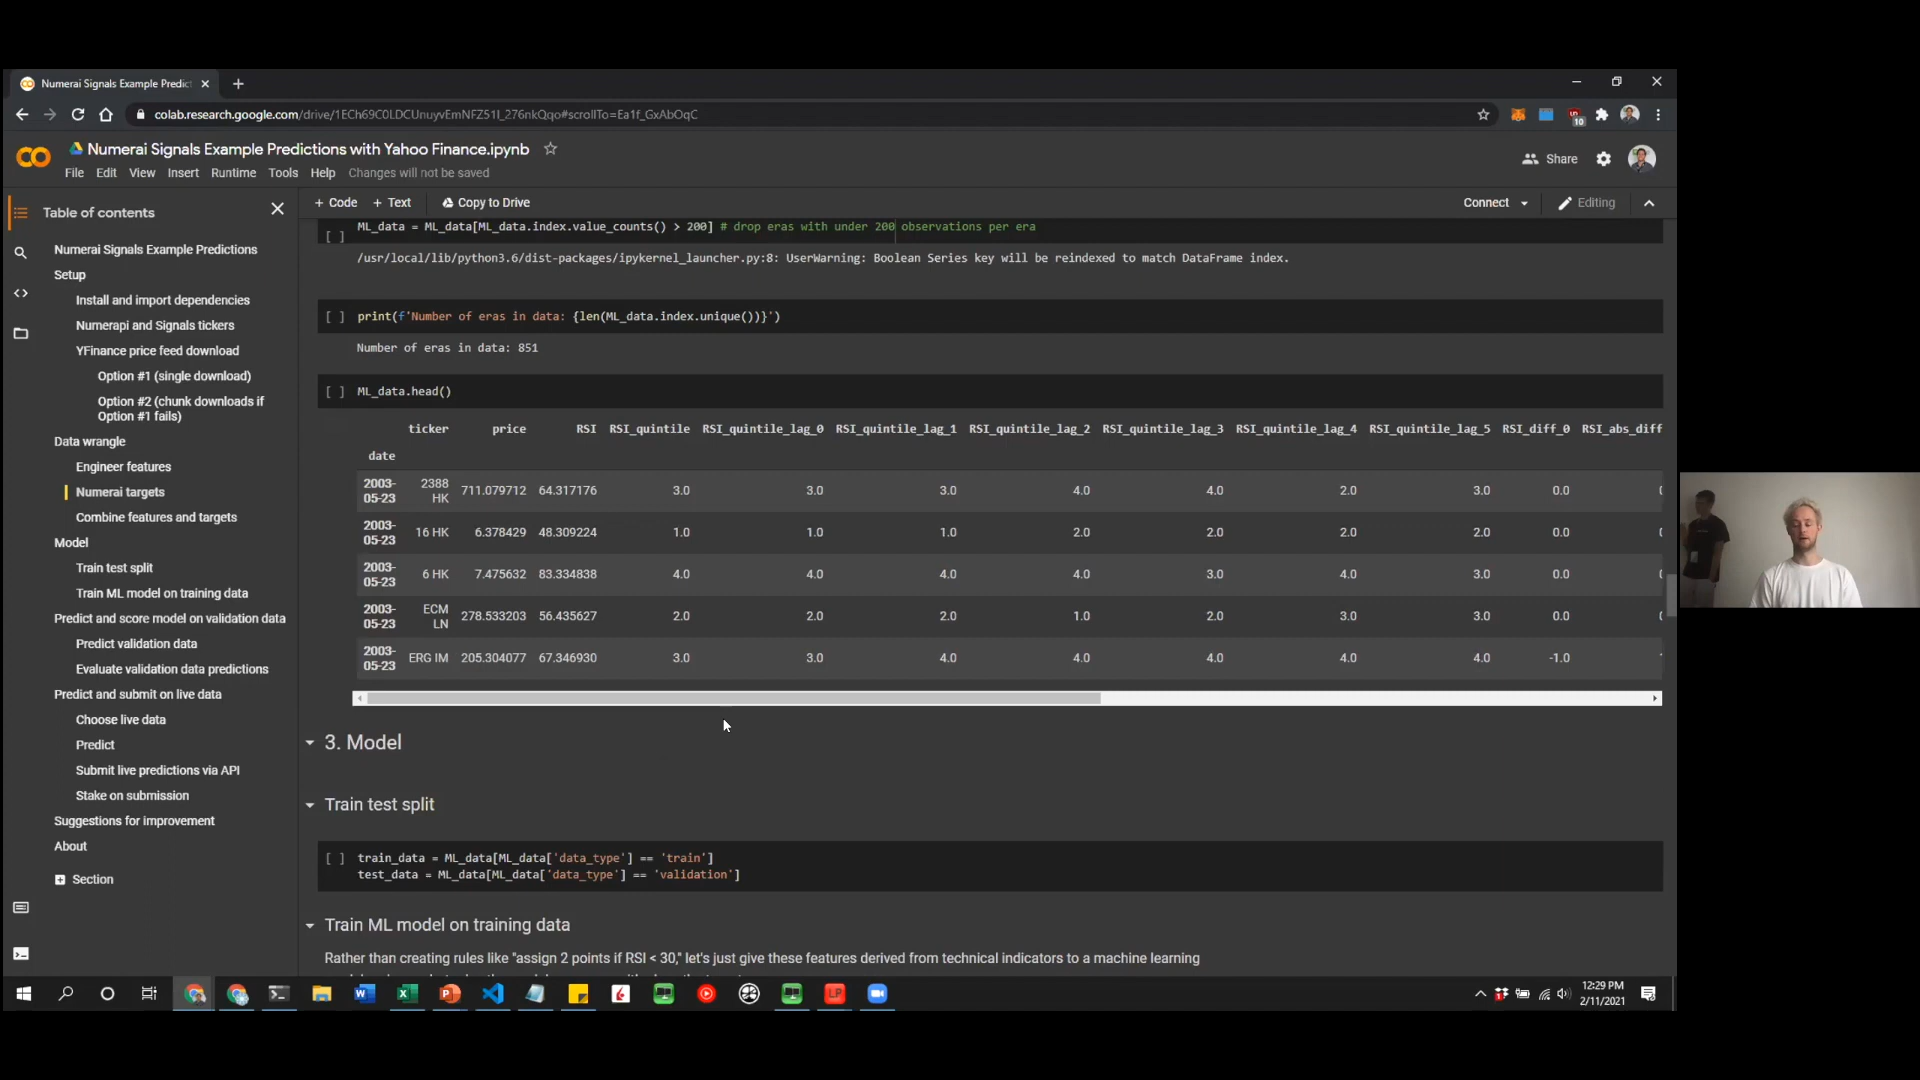 Numerai Signals Example Predic
colab.research.google.com/drive/1ECh69C0LDCUnuyvEmNFZ51I_276nkQqo#scrollTo=Ea1f_GxAbOqC
10
Numerai Signals Example Predictions with Yahoo Finance.ipynb
Share
File Edit View Insert Runtime Tools Help Changes will not be saved
Table of contents
+ Code + Text Copy to Drive
Connect Editing
Numerai Signals Example Predictions
Setup
Install and import dependencies
Numerapi and Signals tickers
YFinance price feed download
Option #1 (single download)
Option #2 (chunk downloads if
Option #1 fails)
Data wrangle
Engineer features
Numerai targets
Combine features and targets
Model
Train test split
Train ML model on training data
Predict and score model on validation data
Predict validation data
Evaluate validation data predictions
Predict and submit on live data
Choose live data
Predict
Submit live predictions via API
Stake on submission
Suggestions for improvement
About
Section
[ ] ML_data = ML_data[ML_data.index.value_counts() > 200] # drop eras with under 200 observations per era
/usr/local/lib/python3.6/dist-packages/ipykernel_launcher.py:8: UserWarning: Boolean Series key will be reindexed to match DataFrame index.
[ ] print(f'Number of eras in data: {len(ML_data.index.unique())}')
Number of eras in data: 851
[ ] ML_data.head()
ticker price RSI RSI_quintile RSI_quintile_lag_0 RSI_quintile_lag_1 RSI_quintile_lag_2 RSI_quintile_lag_3 RSI_quintile_lag_4 RSI_quintile_lag_5 RSI_diff_0 RSI_abs_diff
date
2003-05-23 2388 HK 711.079712 64.317176 3.0 3.0 3.0 4.0 4.0 2.0 3.0 0.0
2003-05-23 16 HK 6.378429 48.309224 1.0 1.0 1.0 2.0 2.0 2.0 2.0 0.0
2003-05-23 6 HK 7.475632 83.334838 4.0 4.0 4.0 4.0 3.0 4.0 3.0 0.0
2003-05-23 ECM LN 278.533203 56.435627 2.0 2.0 2.0 1.0 2.0 3.0 3.0 0.0
2003-05-23 ERG IM 205.304077 67.346930 3.0 3.0 4.0 4.0 4.0 4.0 4.0 -1.0
3. Model
Train test split
[ ] train_data = ML_data[ML_data['data_type'] == 'train']
test_data = ML_data[ML_data['data_type'] == 'validation']
Train ML model on training data
Rather than creating rules like "assign 2 points if RSI < 30," let's just give these features derived from technical indicators to a machine learning
12:29 PM
2/11/2021